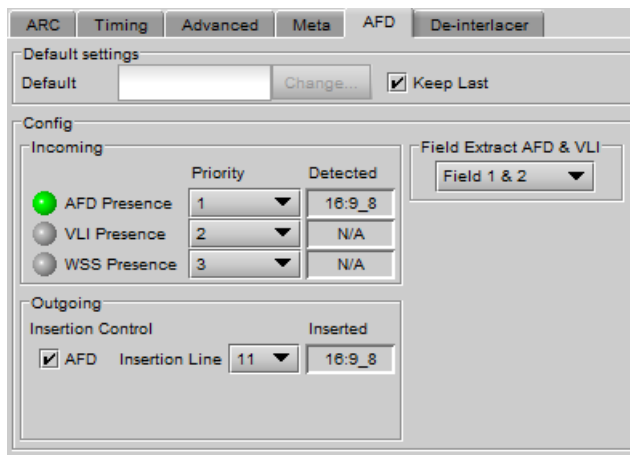 ARC Timing Advanced Meta AFD De-interlacer
Default settings
Default Change... Keep Last
Config
Incoming
Field Extract AFD & VLI
Priority Detected
Field 1 & 2
AFD Presence 1 16:9_8
VLI Presence 2 N/A
WSS Presence 3 N/A
Outgoing
Insertion Control Inserted
AFD Insertion Line 11 16:9_8